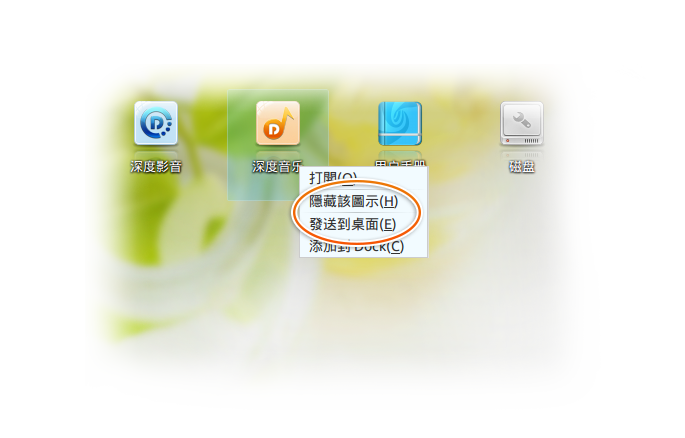 深度影音
深度音乐
用户手册
磁盘
打開(O)
隱藏該圖示(H)
發送到桌面(E)
添加到 Dock(C)